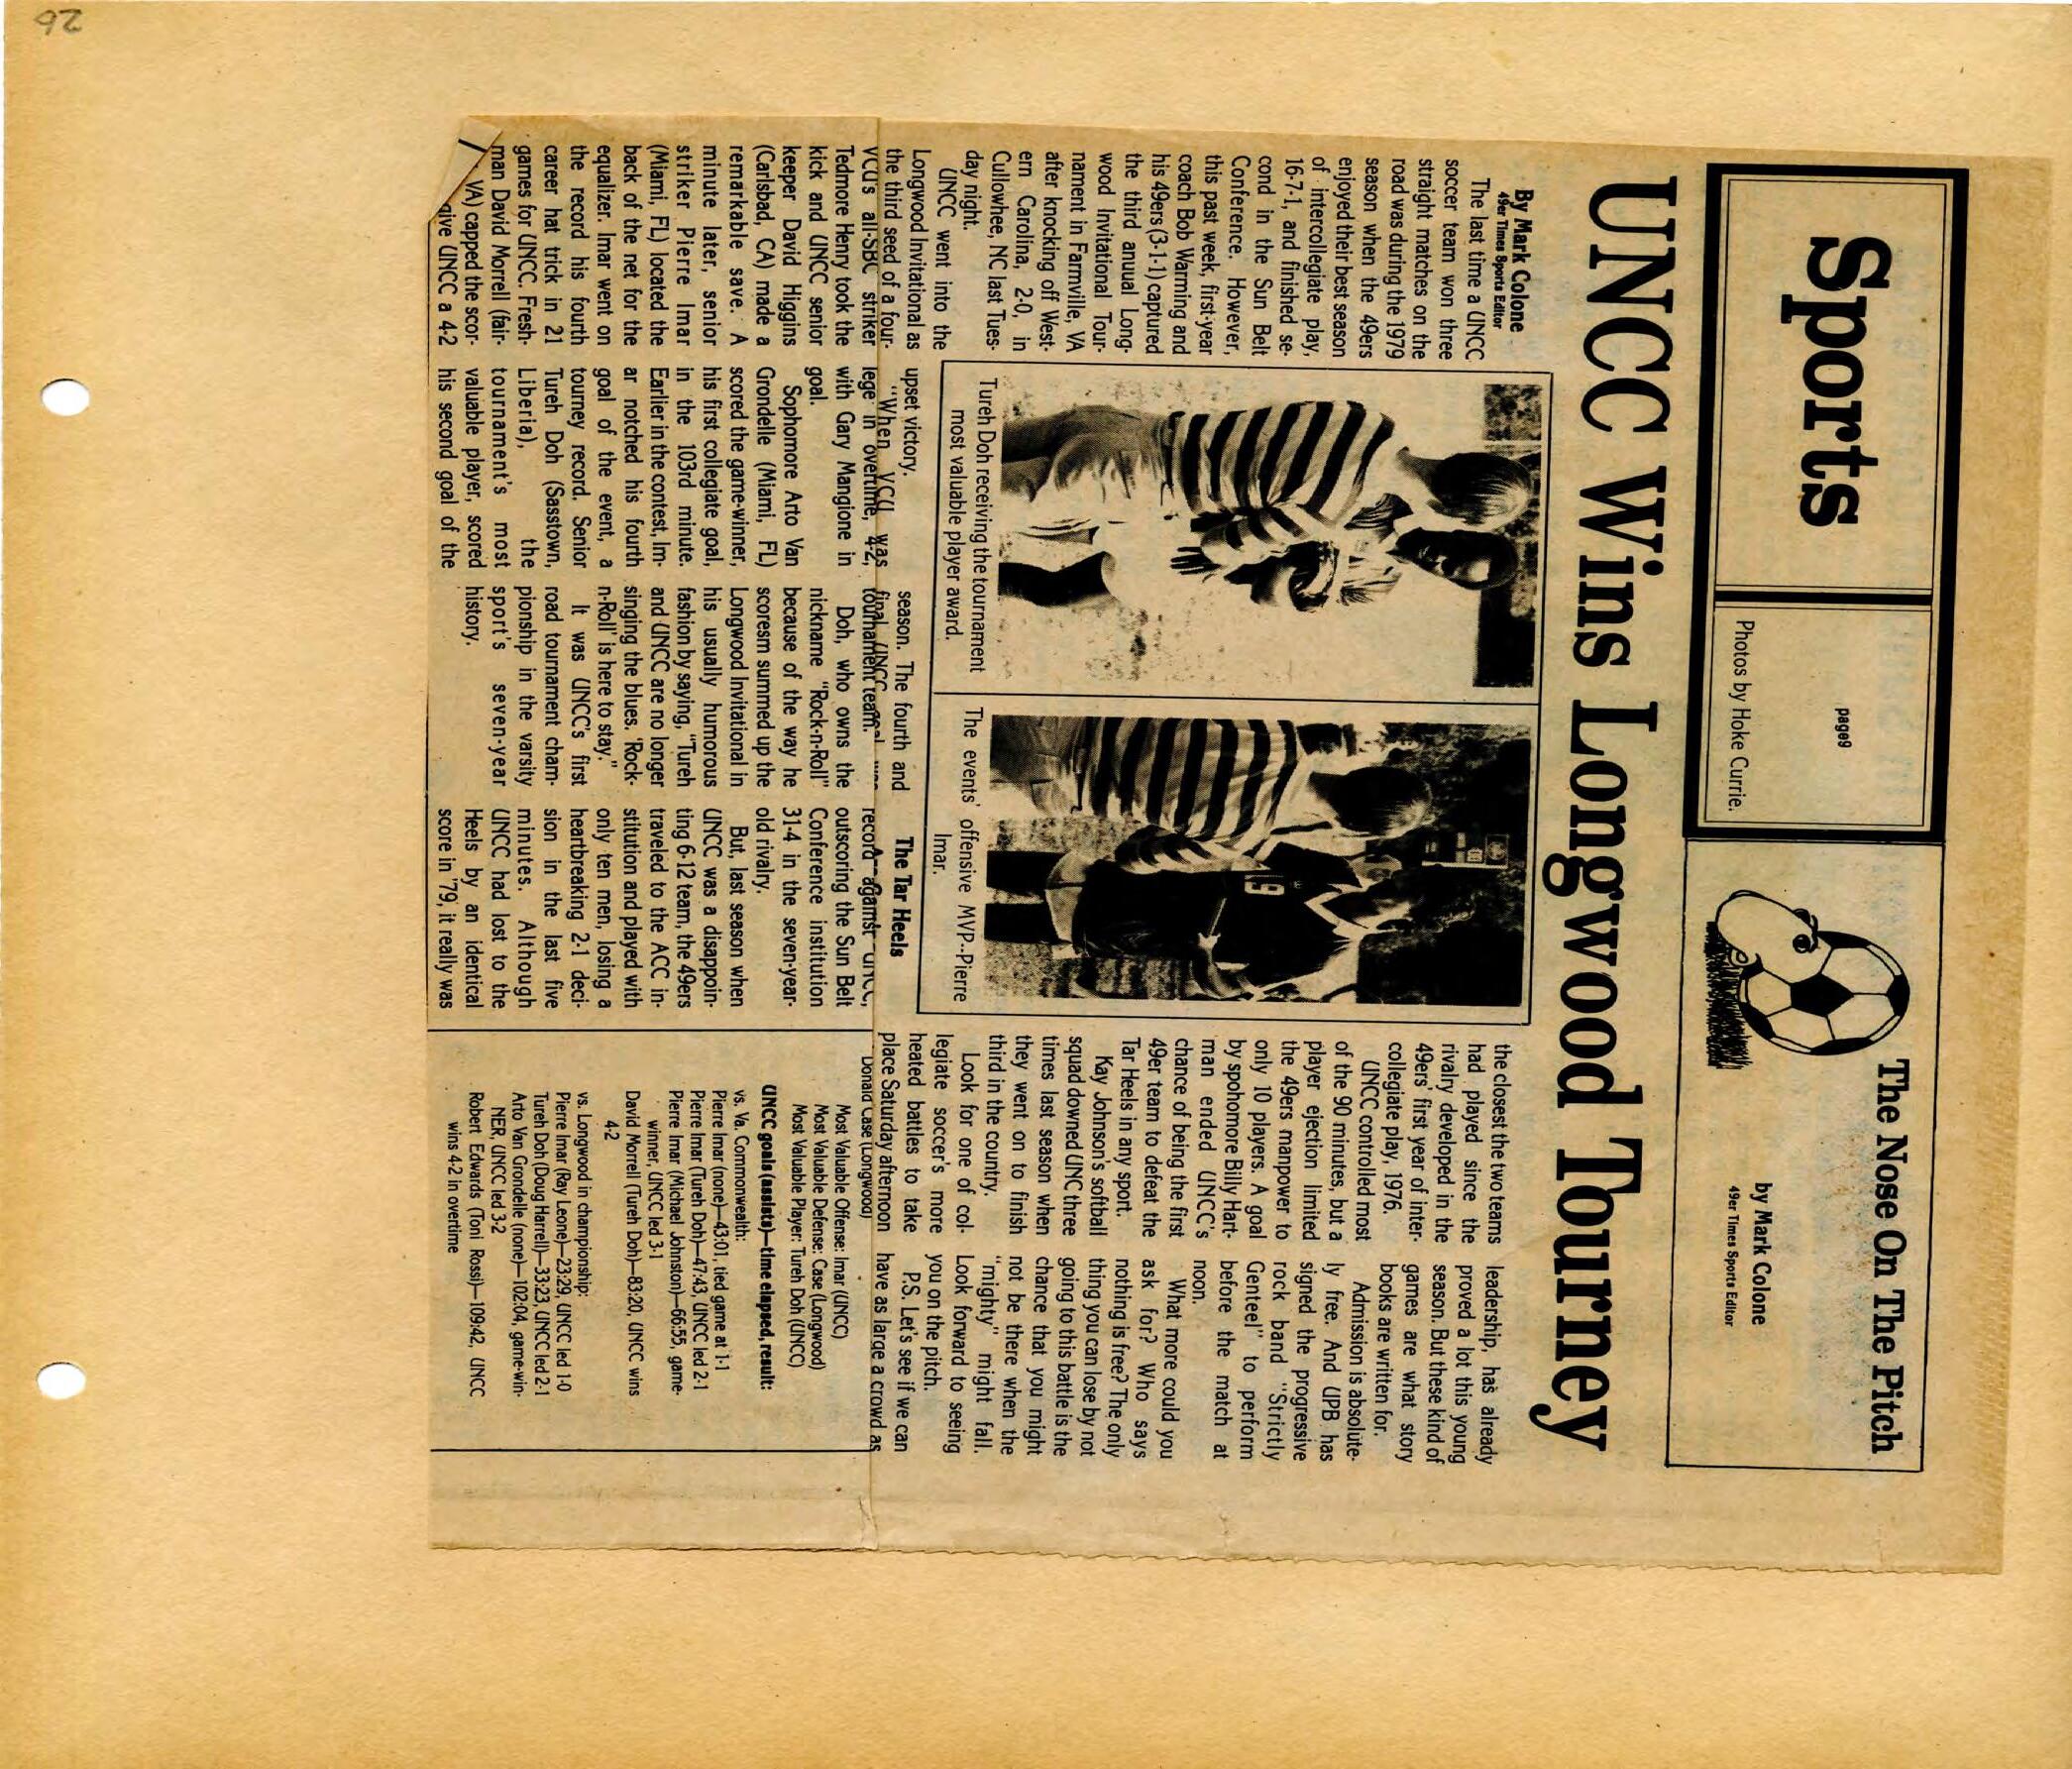 26
Sports
page9
Photos by Hoke Currie.
The Nose On The Pitch
by Mark Colone
49er Times Sports Editor
UNCC Wins Longwood Tourney
By Mark Colone
49er Times Sports Editor
The last time a UNCC
soccer team won three
straight matches on the
road was during the 1979
season when the 49ers
enjoyed their best season
of intercollegiate play,
16-7-1, and finished se-
cond in the Sun Belt
Conference. However,
this past week, first-year
coach Bob Warming and
his 49ers (3-1-1) captured
the third anuual Long-
wood Invitational Tour-
nament in Farmville, VA
after knocking off West-
ern Carolina, 2-0, in
Cullowhee, NC last Tues-
day night.
UNCC went into the
Longwood Invitational as
the third seed of a four-
VCU's all-SBC striker
Tedmore Henry took the
kick and UNCC senior
keeper David Higgins
(Carlsbad, CA) made a
remarkable save. A
minute later, senior
striker Pierre Imar
(Miami, FL) located the
back of the net for the
equalizer. Imar went on
the record his fourth
career hat trick in 21
games for UNCC. Fresh-
man David Morrell (fair-
VA) capped the scor-
give UNCC a 4-2
Tureh Doh receiving the tournament
most valuable player award.
The events' offensive MVP--Pierre
Imar.
upset victory.
"When VCU was
lege in overtime, 4-2,
with Gary Mangione in
goal.
Sophomore Arto Van
Grondelle (Miami, FL)
scored the game-winner,
his first collegiate goal,
in the 103rd minute.
Earlier in the contest, Im-
ar notched his fourth
goal of the event, a
tourney record. Senior
Tureh Doh (Sasstown,
Liberia), the
tournament's most
valuable player, scored
his second goal of the
season. The fourth and
final UNCC goal was
tournament team.
Doh, who owns the
nickname "Rock-n-Roll"
because of the way he
scoresm summed up the
Longwood Invitational in
his usually humorous
fashion by saying, "Tureh
and UNCC are no longer
singing the blues. 'Rock-
n-Roll' is here to stay."
It was UNCC's first
road tournament cham-
pionship in the varsity
sport's seven-year
history.
The Tar Heels
record against UNCC,
outscoring the Sun Belt
Conference institution
31-4 in the seven-year-
old rivalry.
But, last season when
UNCC was a disappoin-
ting 6-12 team, the 49ers
traveled to the ACC in-
stitution and played with
only ten men, losing a
heartbreaking 2-1 deci-
sion in the last five
minutes. Although
UNCC had lost to the
Heels by an identical
score in '79, it really was
the closest the two teams
had played since the
rivalry developed in the
49ers' first year of inter-
collegiate play, 1976.
UNCC controlled most
of the 90 minutes, but a
player ejection limited
the 49ers manpower to
only 10 players. A goal
by spohomore Billy Hart-
man ended UNCC's
chance of being the first
49er team to defeat the
Tar Heels in any sport.
Kay Johnson's softball
squad downed UNC three
times last season when
they went on to finish
third in the country.
Look for one of col-
legiate soccer's more
heated battles to take
place Saturday afternoon
leadership, has already
proved a lot this young
season. But these kind of
games are what story
books are written for.
Admission is absolute-
ly free. And UPB has
signed the progressive
rock band "Strictly
Genteel" to perform
before the match at
noon.
What more could you
ask for? Who says
nothing is free? The only
thing you can lose by not
going to this battle is the
chance that you might
not be there when the
"mighty" might fall.
Look forward to seeing
you on the pitch.
P.S. Let's see if we can
have as large a crowd as
Donald Case (Longwood)
Most Valuable Offense: Imar (UNCC)
Most Valuable Defense: Case (Longwood)
Most Valuable Player: Tureh Doh (UNCC)
UNCC goals (assists)—time elapsed, result:
vs. Va. Commonwealth:
Pierre Imar (none)—43:01, tied game at 1-1
Pierre Imar (Tureh Doh)—47:43, UNCC led 2-1
Pierre Imar (Michael Johnston)—66:55, game-
winner, UNCC led 3-1
David Morrell (Tureh Doh)—83:20, UNCC wins
4-2
vs. Longwood in championship:
Pierre Imar (Ray Leone)—23:29, UNCC led 1-0
Tureh Doh (Doug Harrell)—33:23, UNCC led 2-1
Arto Van Grondelle (none)—102:04, game-win-
NER, UNCC led 3-2
Robert Edwards (Toni Rossi)—109:42, UNCC
wins 4-2 in overtime